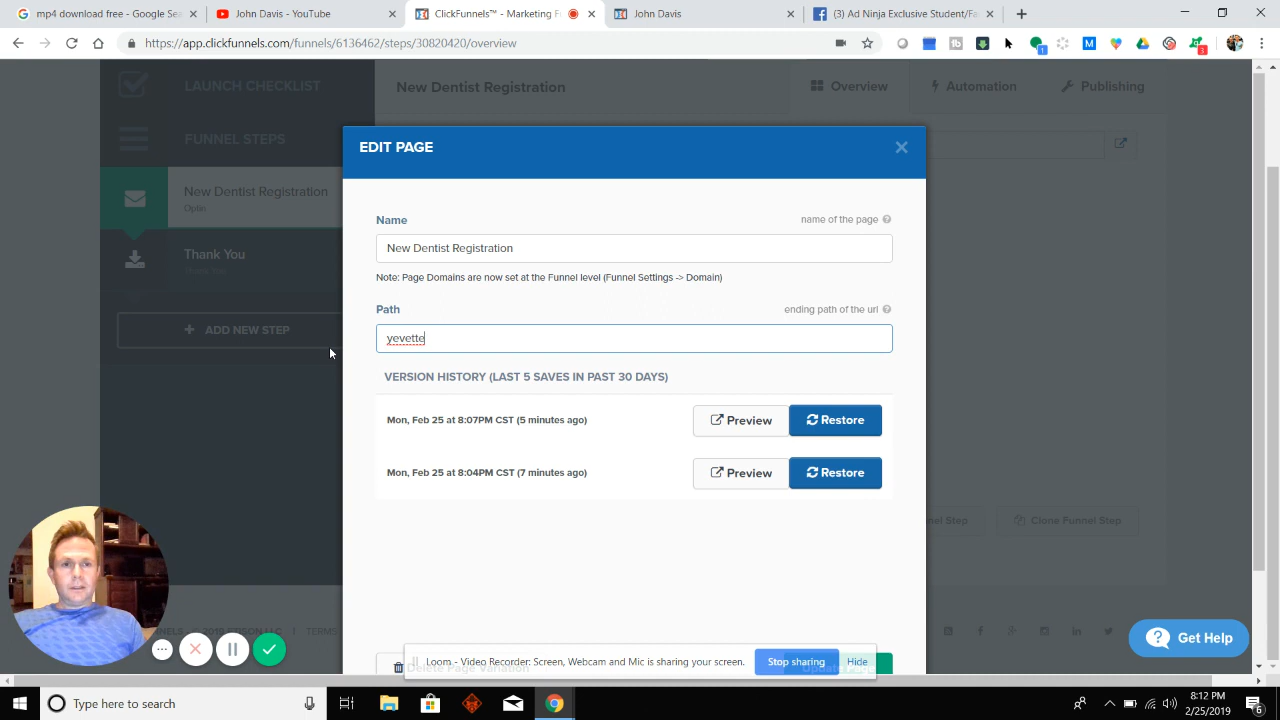 mp4 download free - Google Sea
John Davis - YouTube
ClickFunnels™ - Marketing F
John Davis
(3) Ad Ninja Exclusive Student/Fa
https://app.clickfunnels.com/funnels/6136462/steps/30820420/overview
LAUNCH CHECKLIST
New Dentist Registration
Overview
Automation
Publishing
FUNNEL STEPS
EDIT PAGE
New Dentist Registration
Optin
Name
name of the page
New Dentist Registration
Note: Page Domains are now set at the Funnel level (Funnel Settings -> Domain)
Thank You
Path
ending path of the url
ADD NEW STEP
yevette
VERSION HISTORY (LAST 5 SAVES IN PAST 30 DAYS)
Mon, Feb 25 at 8:07PM CST (5 minutes ago)
Preview
Restore
Mon, Feb 25 at 8:04PM CST (7 minutes ago)
Preview
Restore
nel Step
Clone Funnel Step
TERMS
Get Help
Loom - Video Recorder: Screen, Webcam and Mic is sharing your screen.
Stop sharing
Hide
Delete Page Variation
Type here to search
8:12 PM
2/25/2019
6